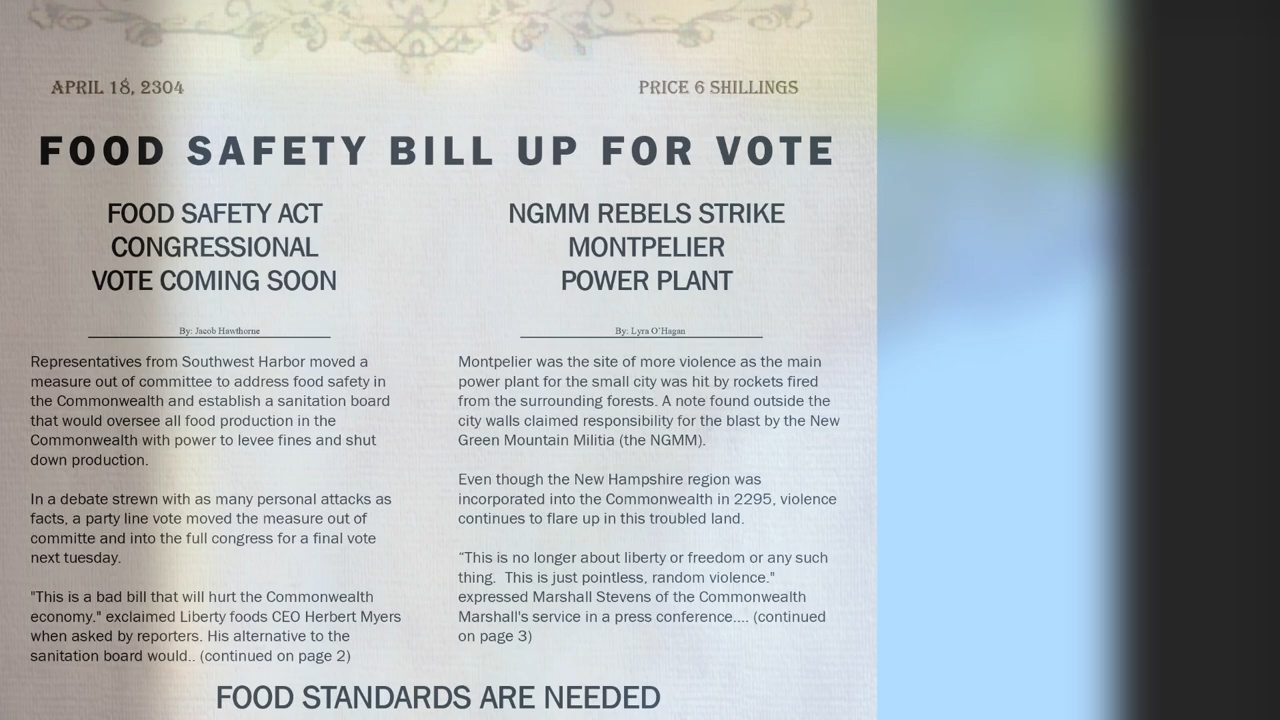 APRIL 18, 2304
PRICE 6 SHILLINGS
FOOD SAFETY BILL UP FOR VOTE
FOOD SAFETY ACT
CONGRESSIONAL
VOTE COMING SOON
By: Jacob Hawthorne
Representatives from Southwest Harbor moved a
measure out of committee to address food safety in
the Commonwealth and establish a sanitation board
that would oversee all food production in the
Commonwealth with power to levee fines and shut
down production.
In a debate strewn with as many personal attacks as
facts, a party line vote moved the measure out of
committe and into the full congress for a final vote
next tuesday.
"This is a bad bill that will hurt the Commonwealth
economy." exclaimed Liberty foods CEO Herbert Myers
when asked by reporters. His alternative to the
sanitation board would.. (continued on page 2)
NGMM REBELS STRIKE
MONTPELIER
POWER PLANT
By: Lyra O'Hagan
Montpelier was the site of more violence as the main
power plant for the small city was hit by rockets fired
from the surrounding forests. A note found outside the
city walls claimed responsibility for the blast by the New
Green Mountain Militia (the NGMM).
Even though the New Hampshire region was
incorporated into the Commonwealth in 2295, violence
continues to flare up in this troubled land.
“This is no longer about liberty or freedom or any such
thing.  This is just pointless, random violence."
expressed Marshall Stevens of the Commonwealth
Marshall's service in a press conference.... (continued
on page 3)
FOOD STANDARDS ARE NEEDED